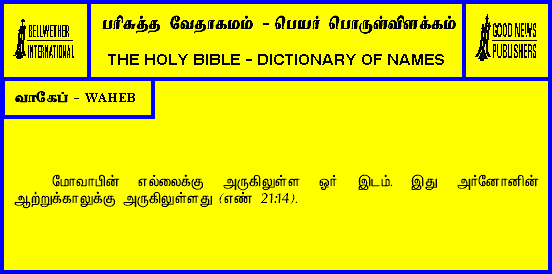 BELLWETHER
INTERNATIONAL
பரிசுத்த வேதாகமம் - பெயர் பொருள்விளக்கம்
THE HOLY BIBLE - DICTIONARY OF NAMES
GOOD NEWS
PUBLISHERS
வாகேப் - WAHEB
மோவாபின் எல்லைக்கு அருகிலுள்ள ஓர் இடம். இது அர்னோனின்
ஆற்றுக்காலுக்கு அருகிலுள்ளது (எண் 21:14).